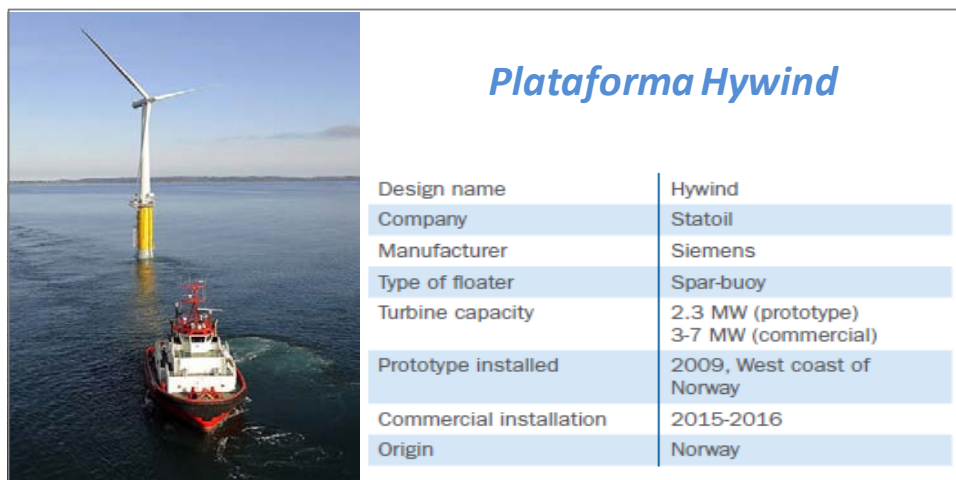 Plataforma Hywind
Design name Hywind
Company Statoil
Manufacturer Siemens
Type of floater Spar-buoy
Turbine capacity 2.3 MW (prototype)
3-7 MW (commercial)
Prototype installed 2009, West coast of
Norway
Commercial installation 2015-2016
Origin Norway